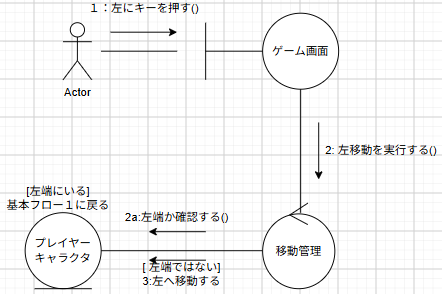 １：左にキーを押す()
ゲーム画面
Actor
2: 左移動を実行する()
[左端にいる]
基本フロー１に戻る
2a:左端か確認する()
プレイヤー
キャラクタ
移動管理
[ 左端ではない]
3:左へ移動する